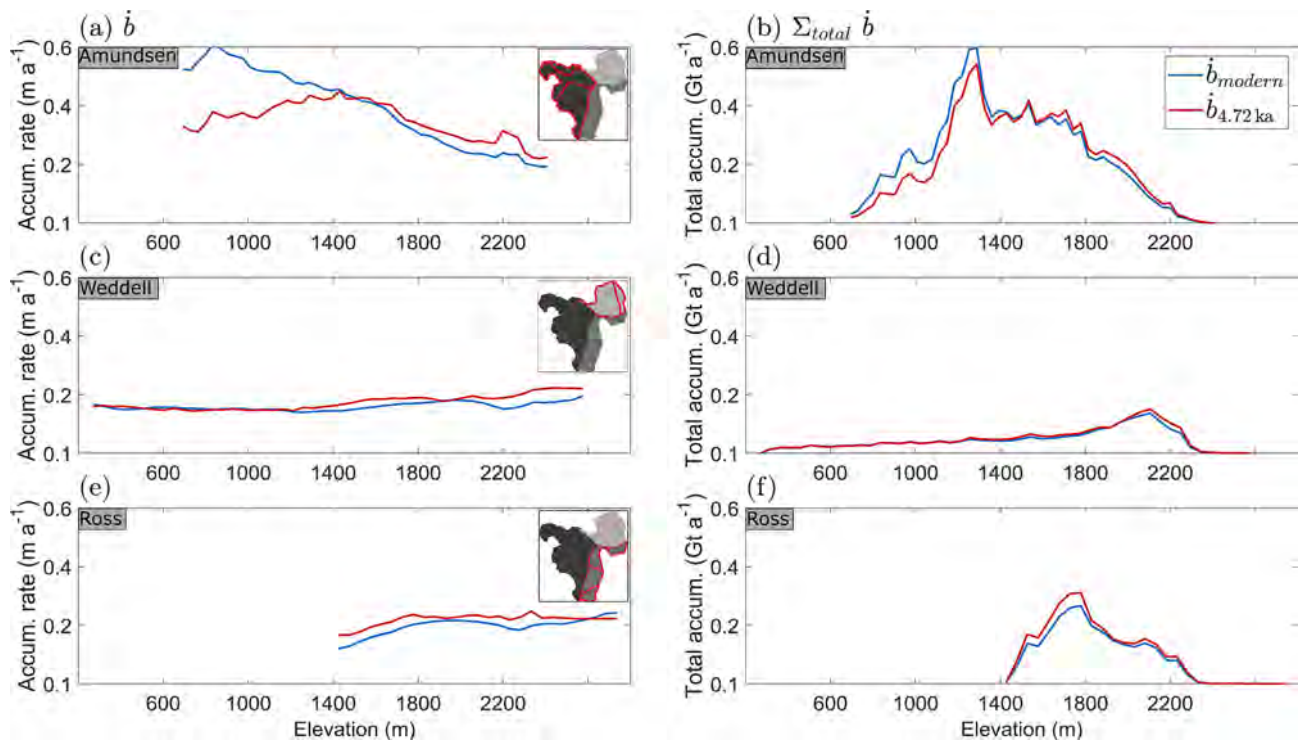 (a) ḃ
(b) Σtotal ḃ
Amundsen
Accum. rate (m a-1)
0.6
0.4
0.2
0.1
600 1000 1400 1800 2200
Amundsen
Total accum. (Gt a-1)
0.6
0.4
0.2
0.1
600 1000 1400 1800 2200
ḃmodern
ḃ4.72 ka
(c)
Weddell
Accum. rate (m a-1)
0.6
0.4
0.2
0.1
600 1000 1400 1800 2200
(d)
Weddell
Total accum. (Gt a-1)
0.6
0.4
0.2
0.1
600 1000 1400 1800 2200
(e)
Ross
Accum. rate (m a-1)
0.6
0.4
0.2
0.1
600 1000 1400 1800 2200
Elevation (m)
(f)
Ross
Total accum. (Gt a-1)
0.6
0.4
0.2
0.1
600 1000 1400 1800 2200
Elevation (m)